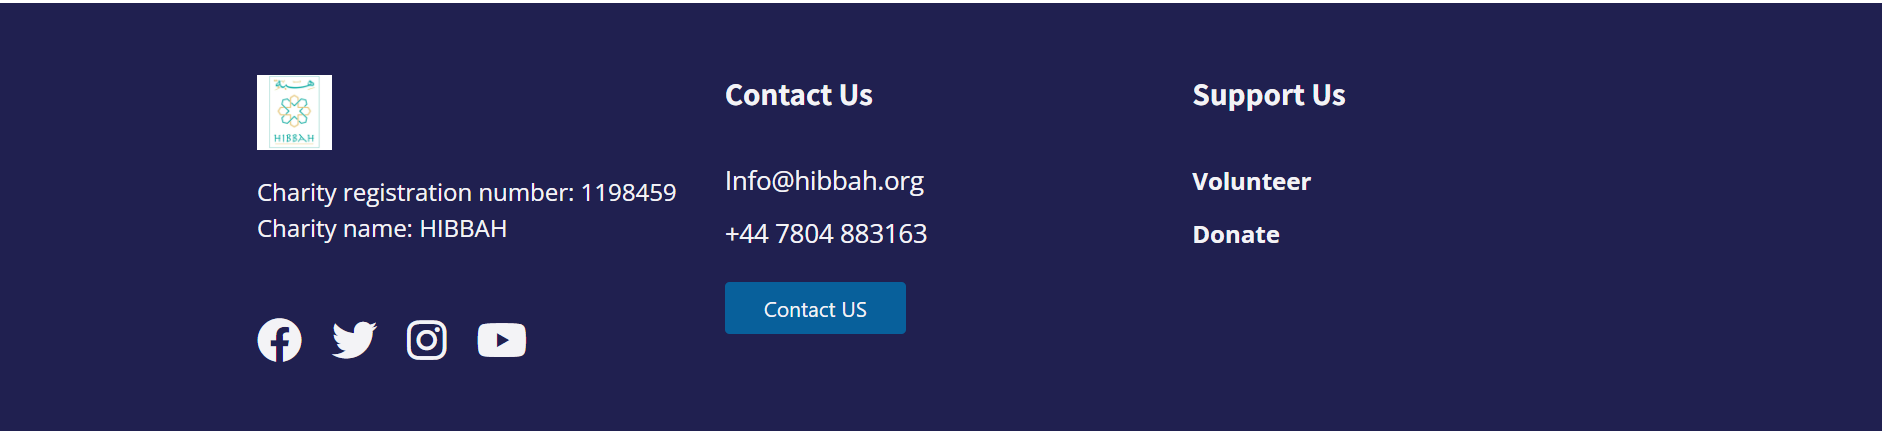 هبة
HIBBAH
Charity registration number: 1198459
Charity name: HIBBAH
Contact Us
Info@hibbah.org
+44 7804 883163
Contact US
Support Us
Volunteer
Donate